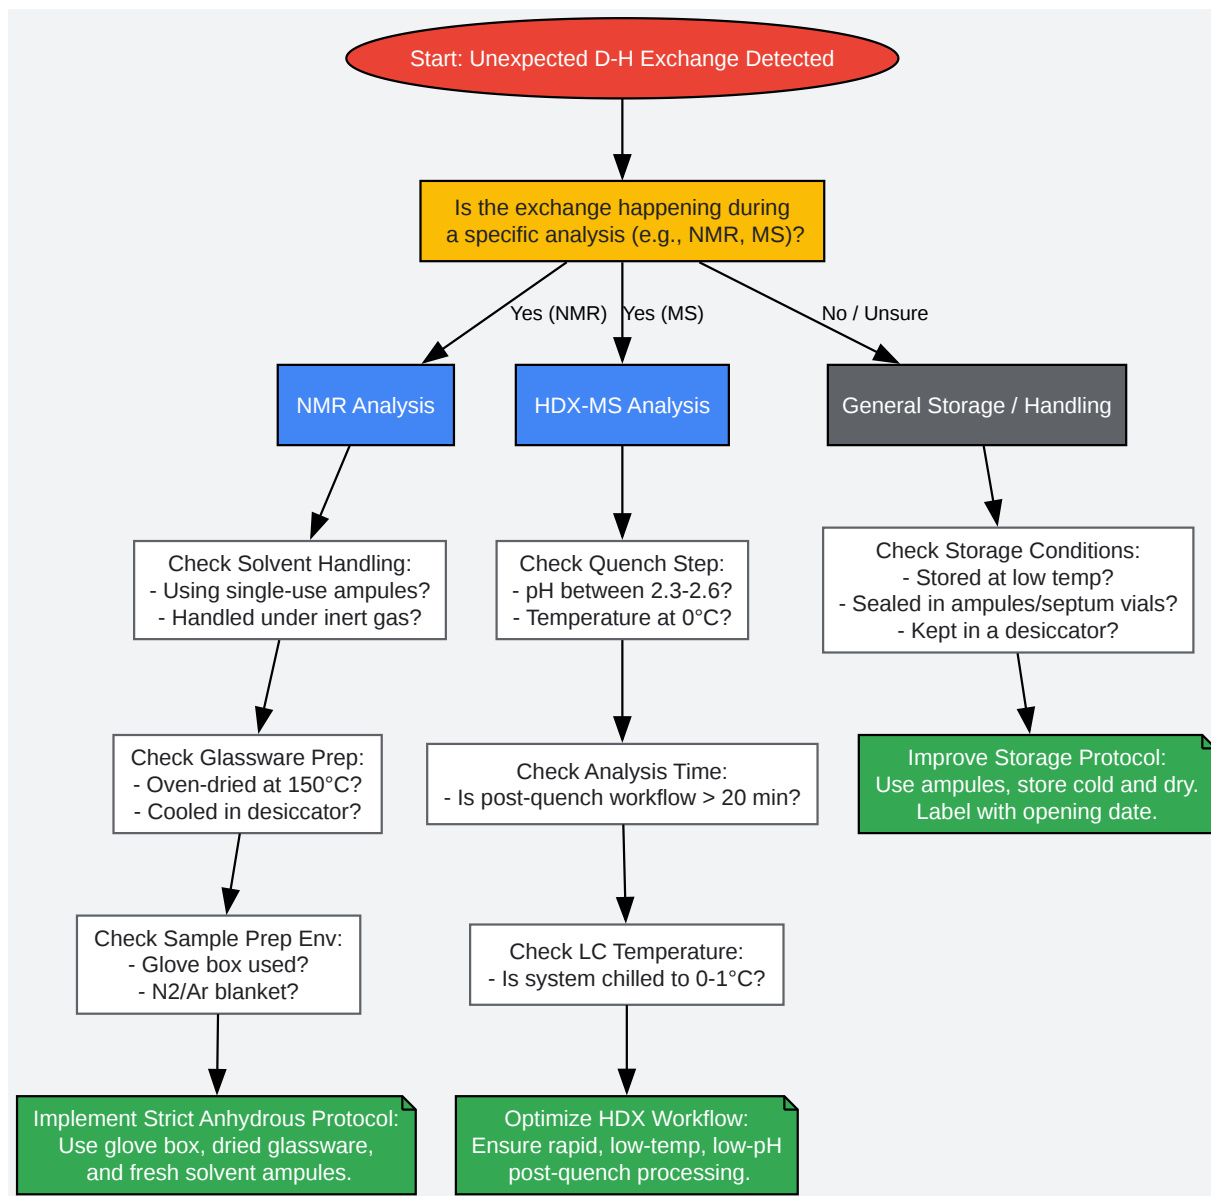 Start: Unexpected D-H Exchange Detected
Is the exchange happening during
a specific analysis (e.g., NMR, MS)?
Yes (NMR)
Yes (MS)
No / Unsure
NMR Analysis
HDX-MS Analysis
General Storage / Handling
Check Solvent Handling:
- Using single-use ampules?
- Handled under inert gas?
Check Quench Step:
- pH between 2.3-2.6?
- Temperature at 0°C?
Check Storage Conditions:
- Stored at low temp?
- Sealed in ampules/septum vials?
- Kept in a desiccator?
Check Glassware Prep:
- Oven-dried at 150°C?
- Cooled in desiccator?
Check Analysis Time:
- Is post-quench workflow > 20 min?
Improve Storage Protocol:
Use ampules, store cold and dry.
Label with opening date.
Check Sample Prep Env:
- Glove box used?
- N2/Ar blanket?
Check LC Temperature:
- Is system chilled to 0-1°C?
Implement Strict Anhydrous Protocol:
Use glove box, dried glassware,
and fresh solvent ampules.
Optimize HDX Workflow:
Ensure rapid, low-temp, low-pH
post-quench processing.